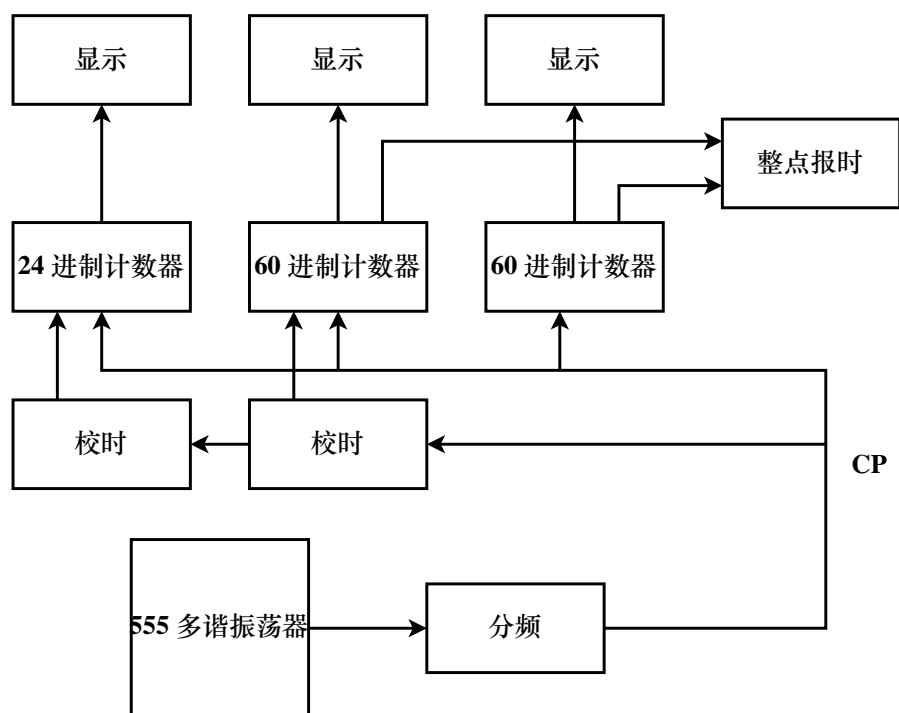 显示
显示
显示
整点报时
24 进制计数器
60 进制计数器
60 进制计数器
校时
校时
CP
555 多谐振荡器
分频